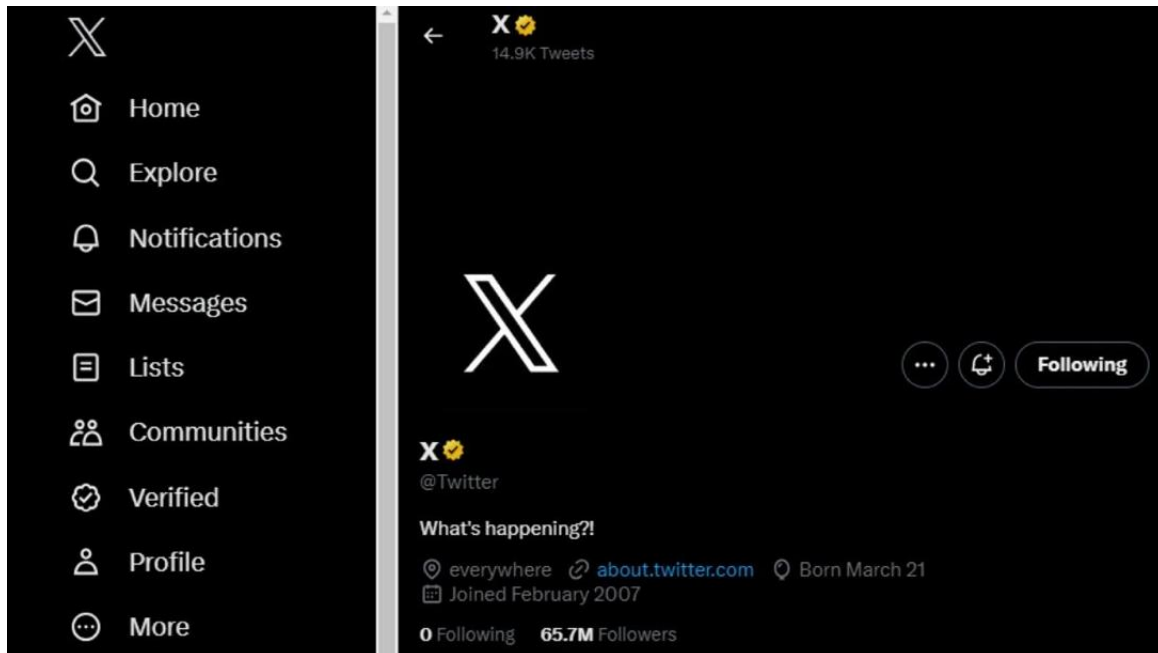 X
Home
Explore
Notifications
Messages
Lists
Communities
Verified
Profile
More
X
14.9K Tweets
X
Following
X
@Twitter
What's happening?!
everywhere about.twitter.com Born March 21
Joined February 2007
0 Following 65.7M Followers